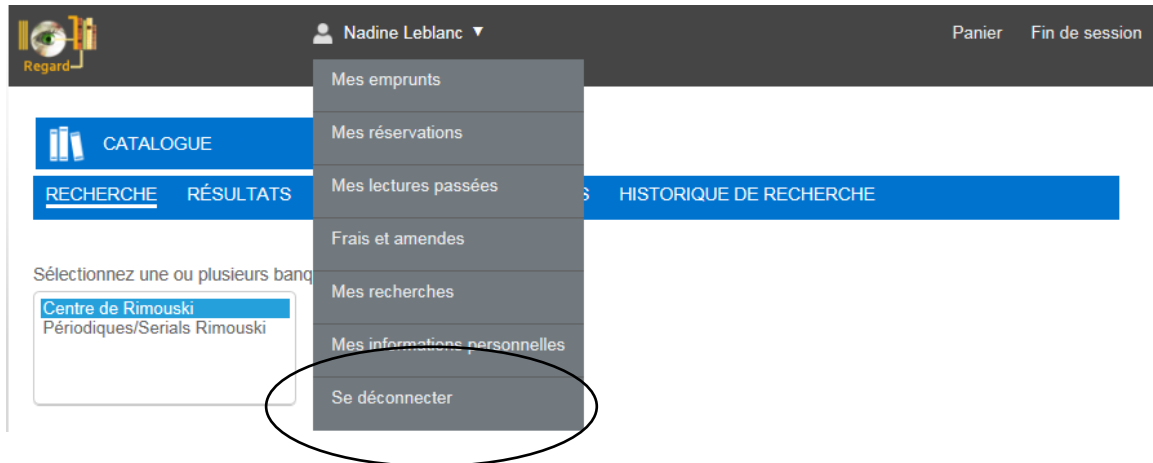 Regard
Nadine Leblanc ▼
Panier
Fin de session
Mes emprunts
Mes réservations
Mes lectures passées
Frais et amendes
Mes recherches
Mes informations personnelles
Se déconnecter
CATALOGUE
RECHERCHE
RÉSULTATS
S
HISTORIQUE DE RECHERCHE
Sélectionnez une ou plusieurs banq
Centre de Rimouski
Périodiques/Serials Rimouski